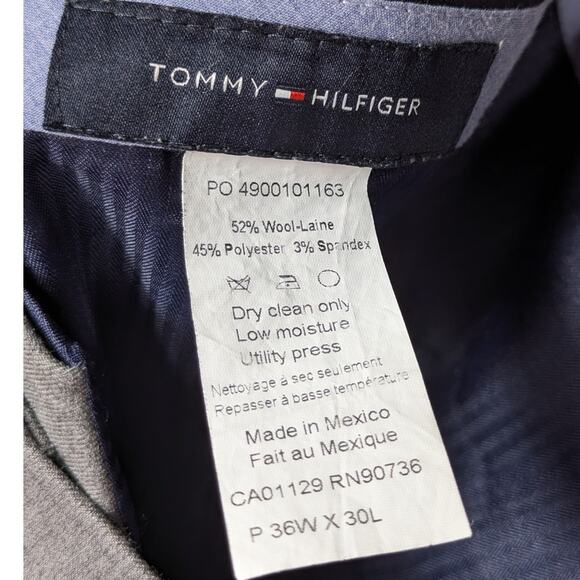 TOMMY HILFIGER
PO 4900101163
52% Wool-Laine
45% Polyester 3% Spandex
Dry clean only
Low moisture
Utility press
Nettoyage à sec seulement
Repasser à basse température
Made in Mexico
Fait au Mexique
CA01129 RN90736
P 36W X 30L